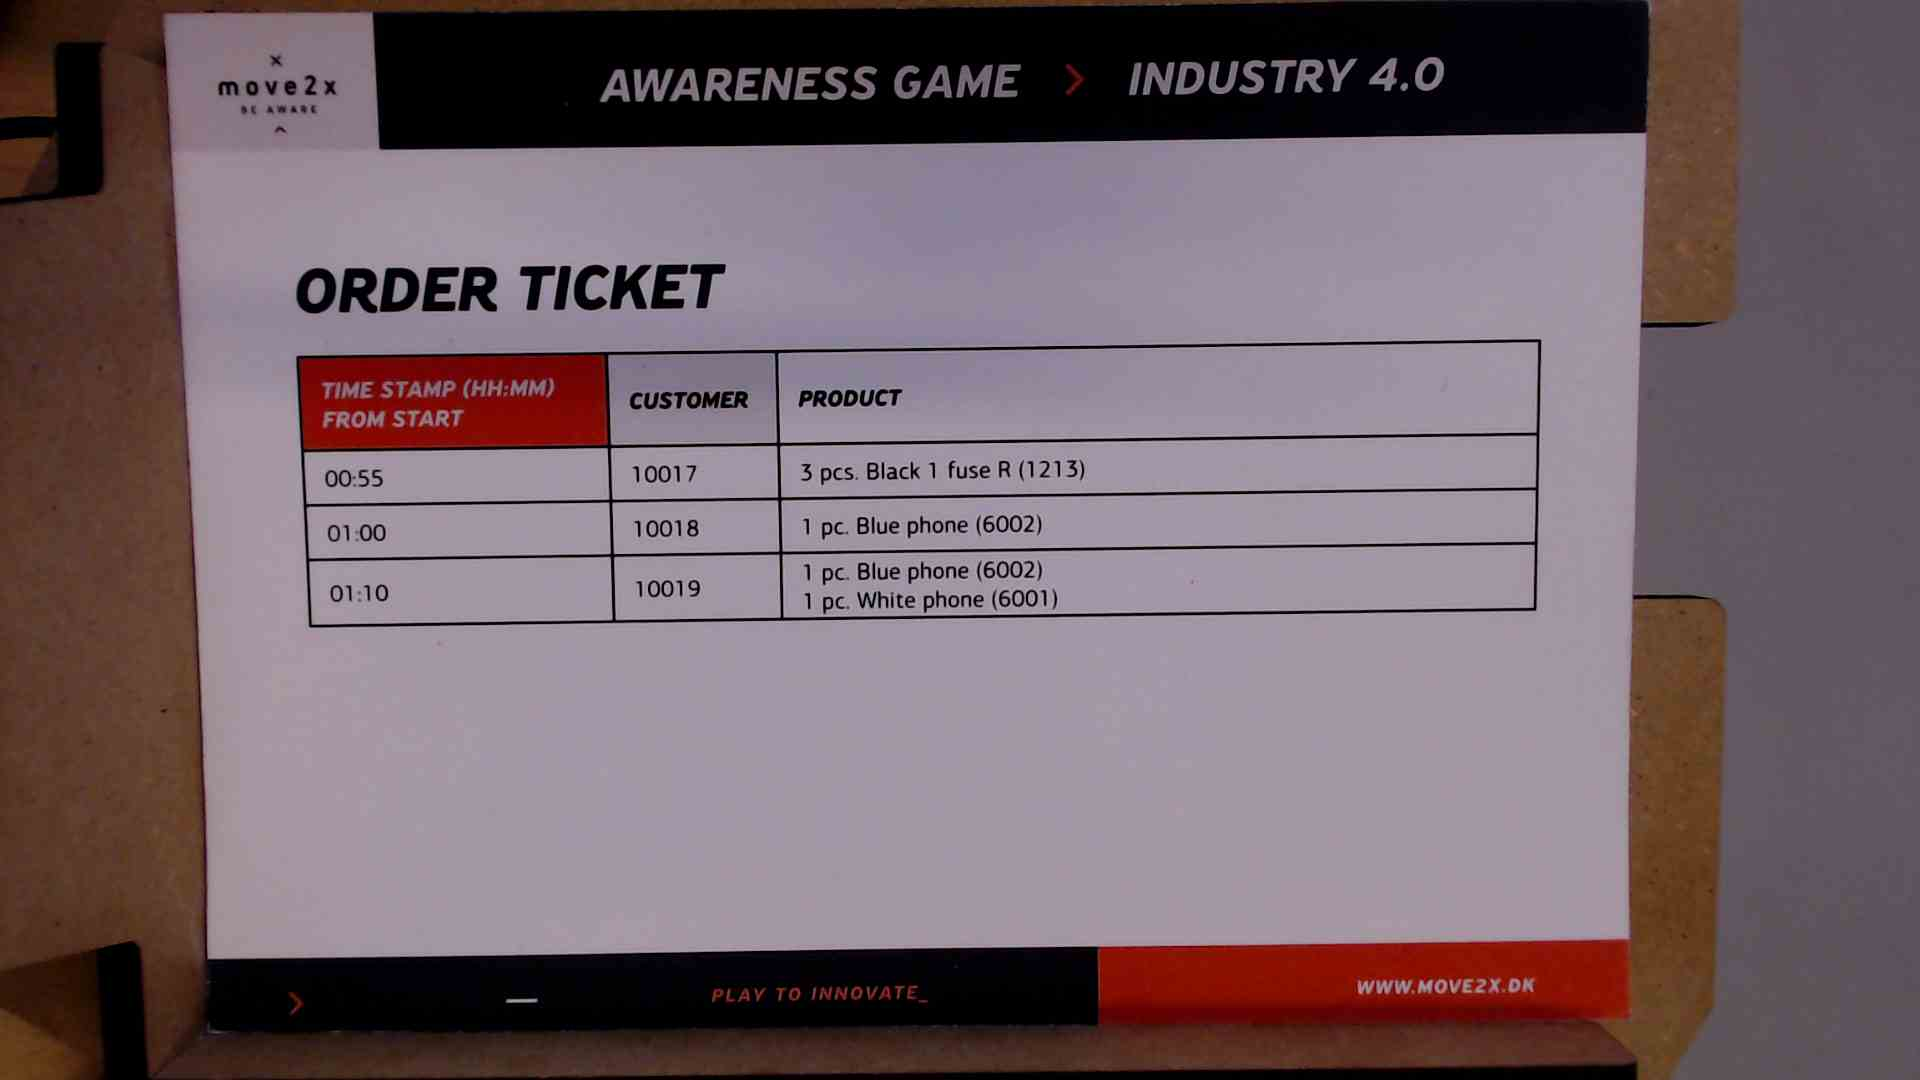 move2x
BE AWARE
AWARENESS GAME > INDUSTRY 4.0
ORDER TICKET
TIME STAMP (HH:MM)
FROM START
CUSTOMER
PRODUCT
00:55 10017 3 pcs. Black 1 fuse R (1213)
01:00 10018 1 pc. Blue phone (6002)
01:10 10019 1 pc. Blue phone (6002)
1 pc. White phone (6001)
PLAY TO INNOVATE_
WWW.MOVE2X.DK